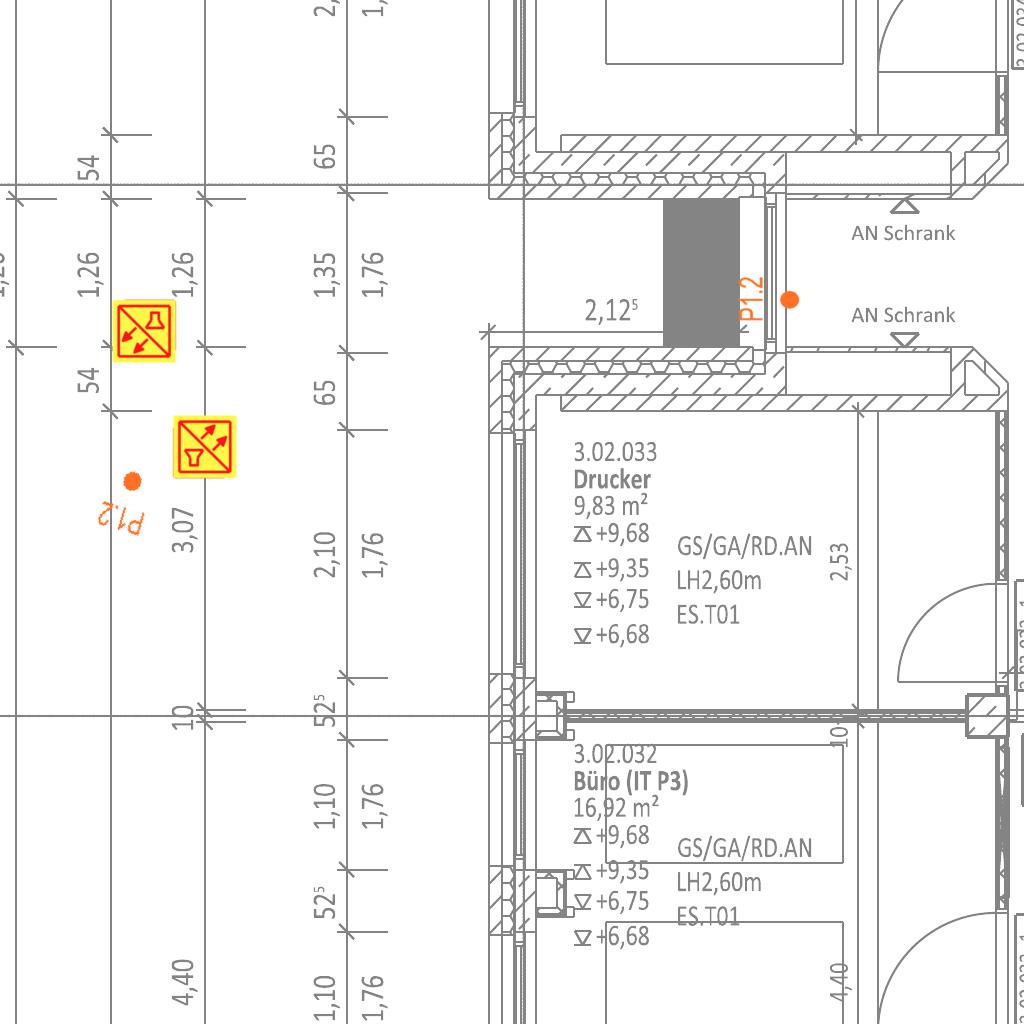 54
65
1,26
1,26
1,35
1,76
AN Schrank
2,12⁵
P1.2
AN Schrank
54
65
3.02.033
Drucker
9,83 m²
+9,68
+9,35
+6,75
+6,68
GS/GA/RD.AN
LH2,60m
ES.T01
P1.2
3,07
2,10
1,76
2,53
10
52⁵
10
3.02.032
Büro (IT P3)
16,92 m²
+9,68
+9,35
+6,75
+6,68
GS/GA/RD.AN
LH2,60m
ES.T01
1,10
1,76
52⁵
4,40
1,10
1,76
4,40